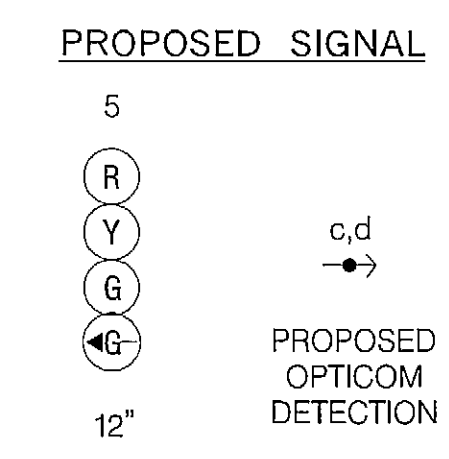 PROPOSED SIGNAL
5
R
Y
G
G
12"
c,d
PROPOSED
OPTICOM
DETECTION